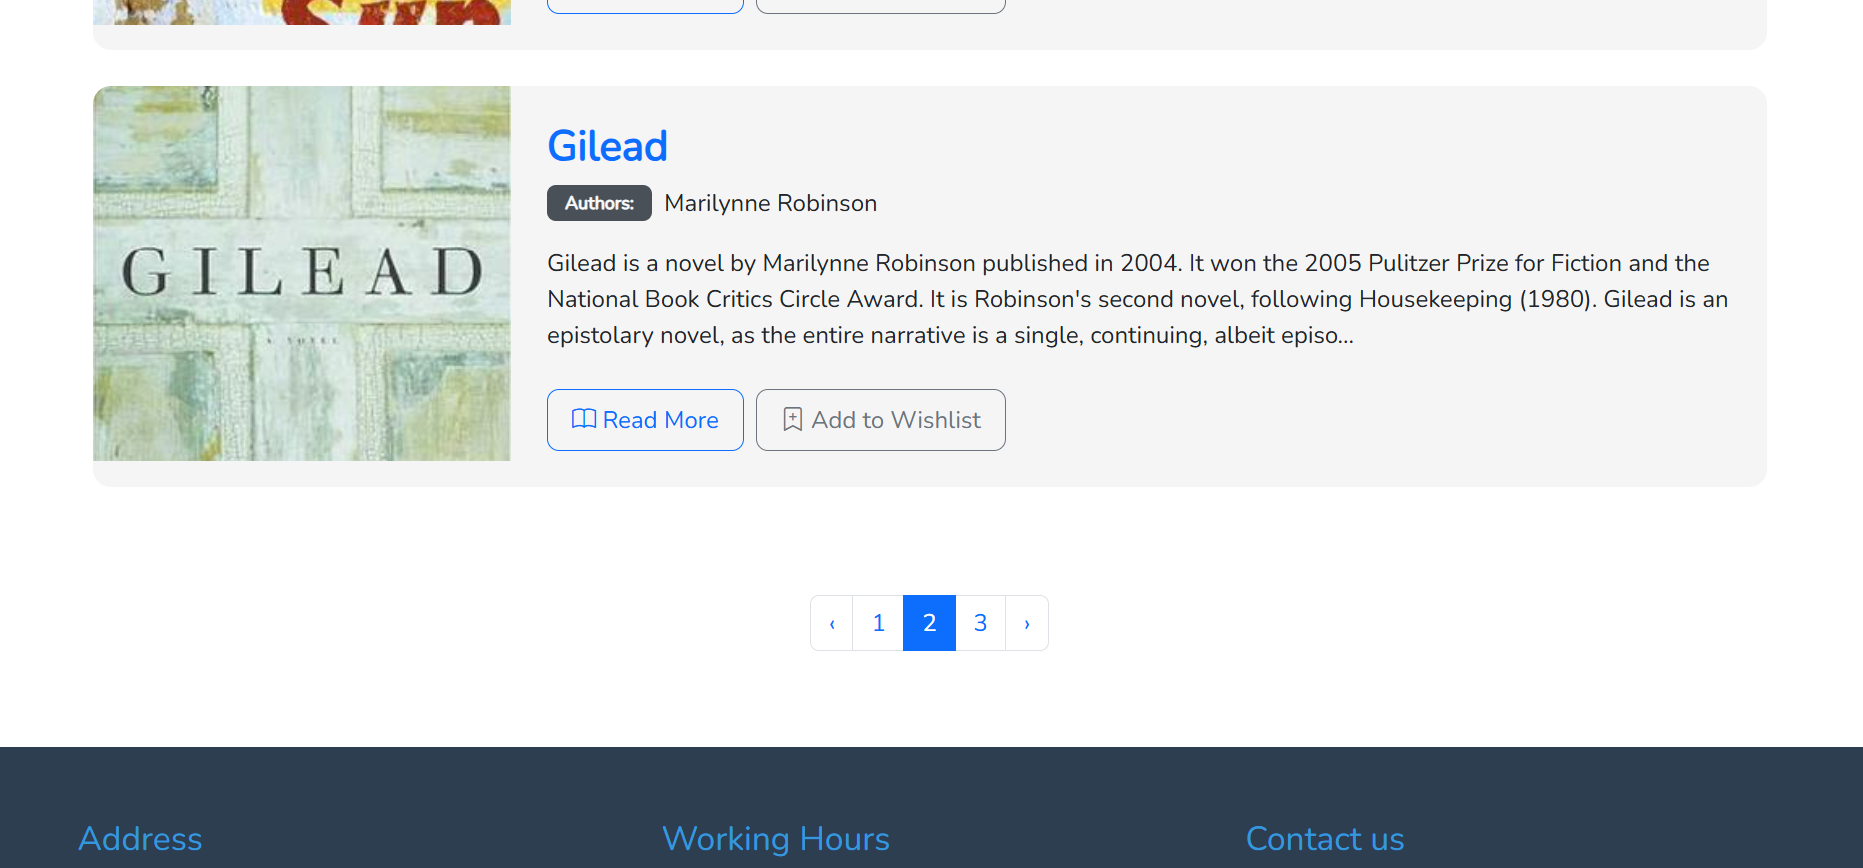 GILEAD
A NOVEL
Gilead
Authors: Marilynne Robinson
Gilead is a novel by Marilynne Robinson published in 2004. It won the 2005 Pulitzer Prize for Fiction and the
National Book Critics Circle Award. It is Robinson's second novel, following Housekeeping (1980). Gilead is an
epistolary novel, as the entire narrative is a single, continuing, albeit episo...
Read More
Add to Wishlist
‹ 1 2 3 ›
Address
Working Hours
Contact us